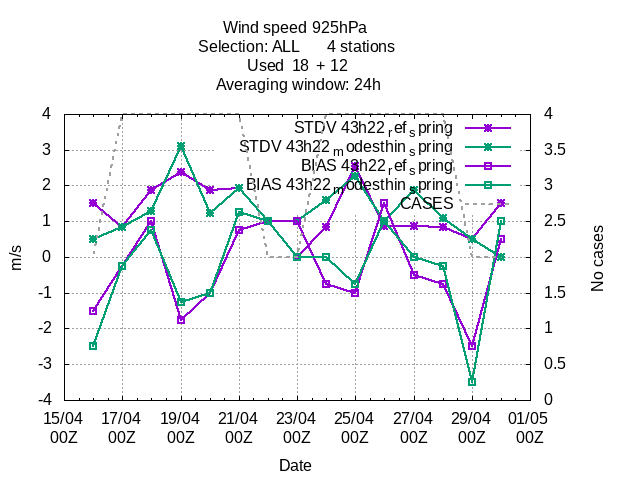 Wind speed 925hPa
Selection: ALL 4 stations
Used 18 + 12
Averaging window: 24h
STDV 43h22_ref_spring
STDV 43h22_modesthin_spring
BIAS 43h22_ref_spring
BIAS 43h22_modesthin_spring
CASES
4
3
2
1
0
-1
-2
-3
-4
m/s
4
3.5
3
2.5
2
1.5
1
0.5
0
No cases
15/04 17/04 19/04 21/04 23/04 25/04 27/04 29/04 01/05
00Z 00Z 00Z 00Z 00Z 00Z 00Z 00Z 00Z
Date